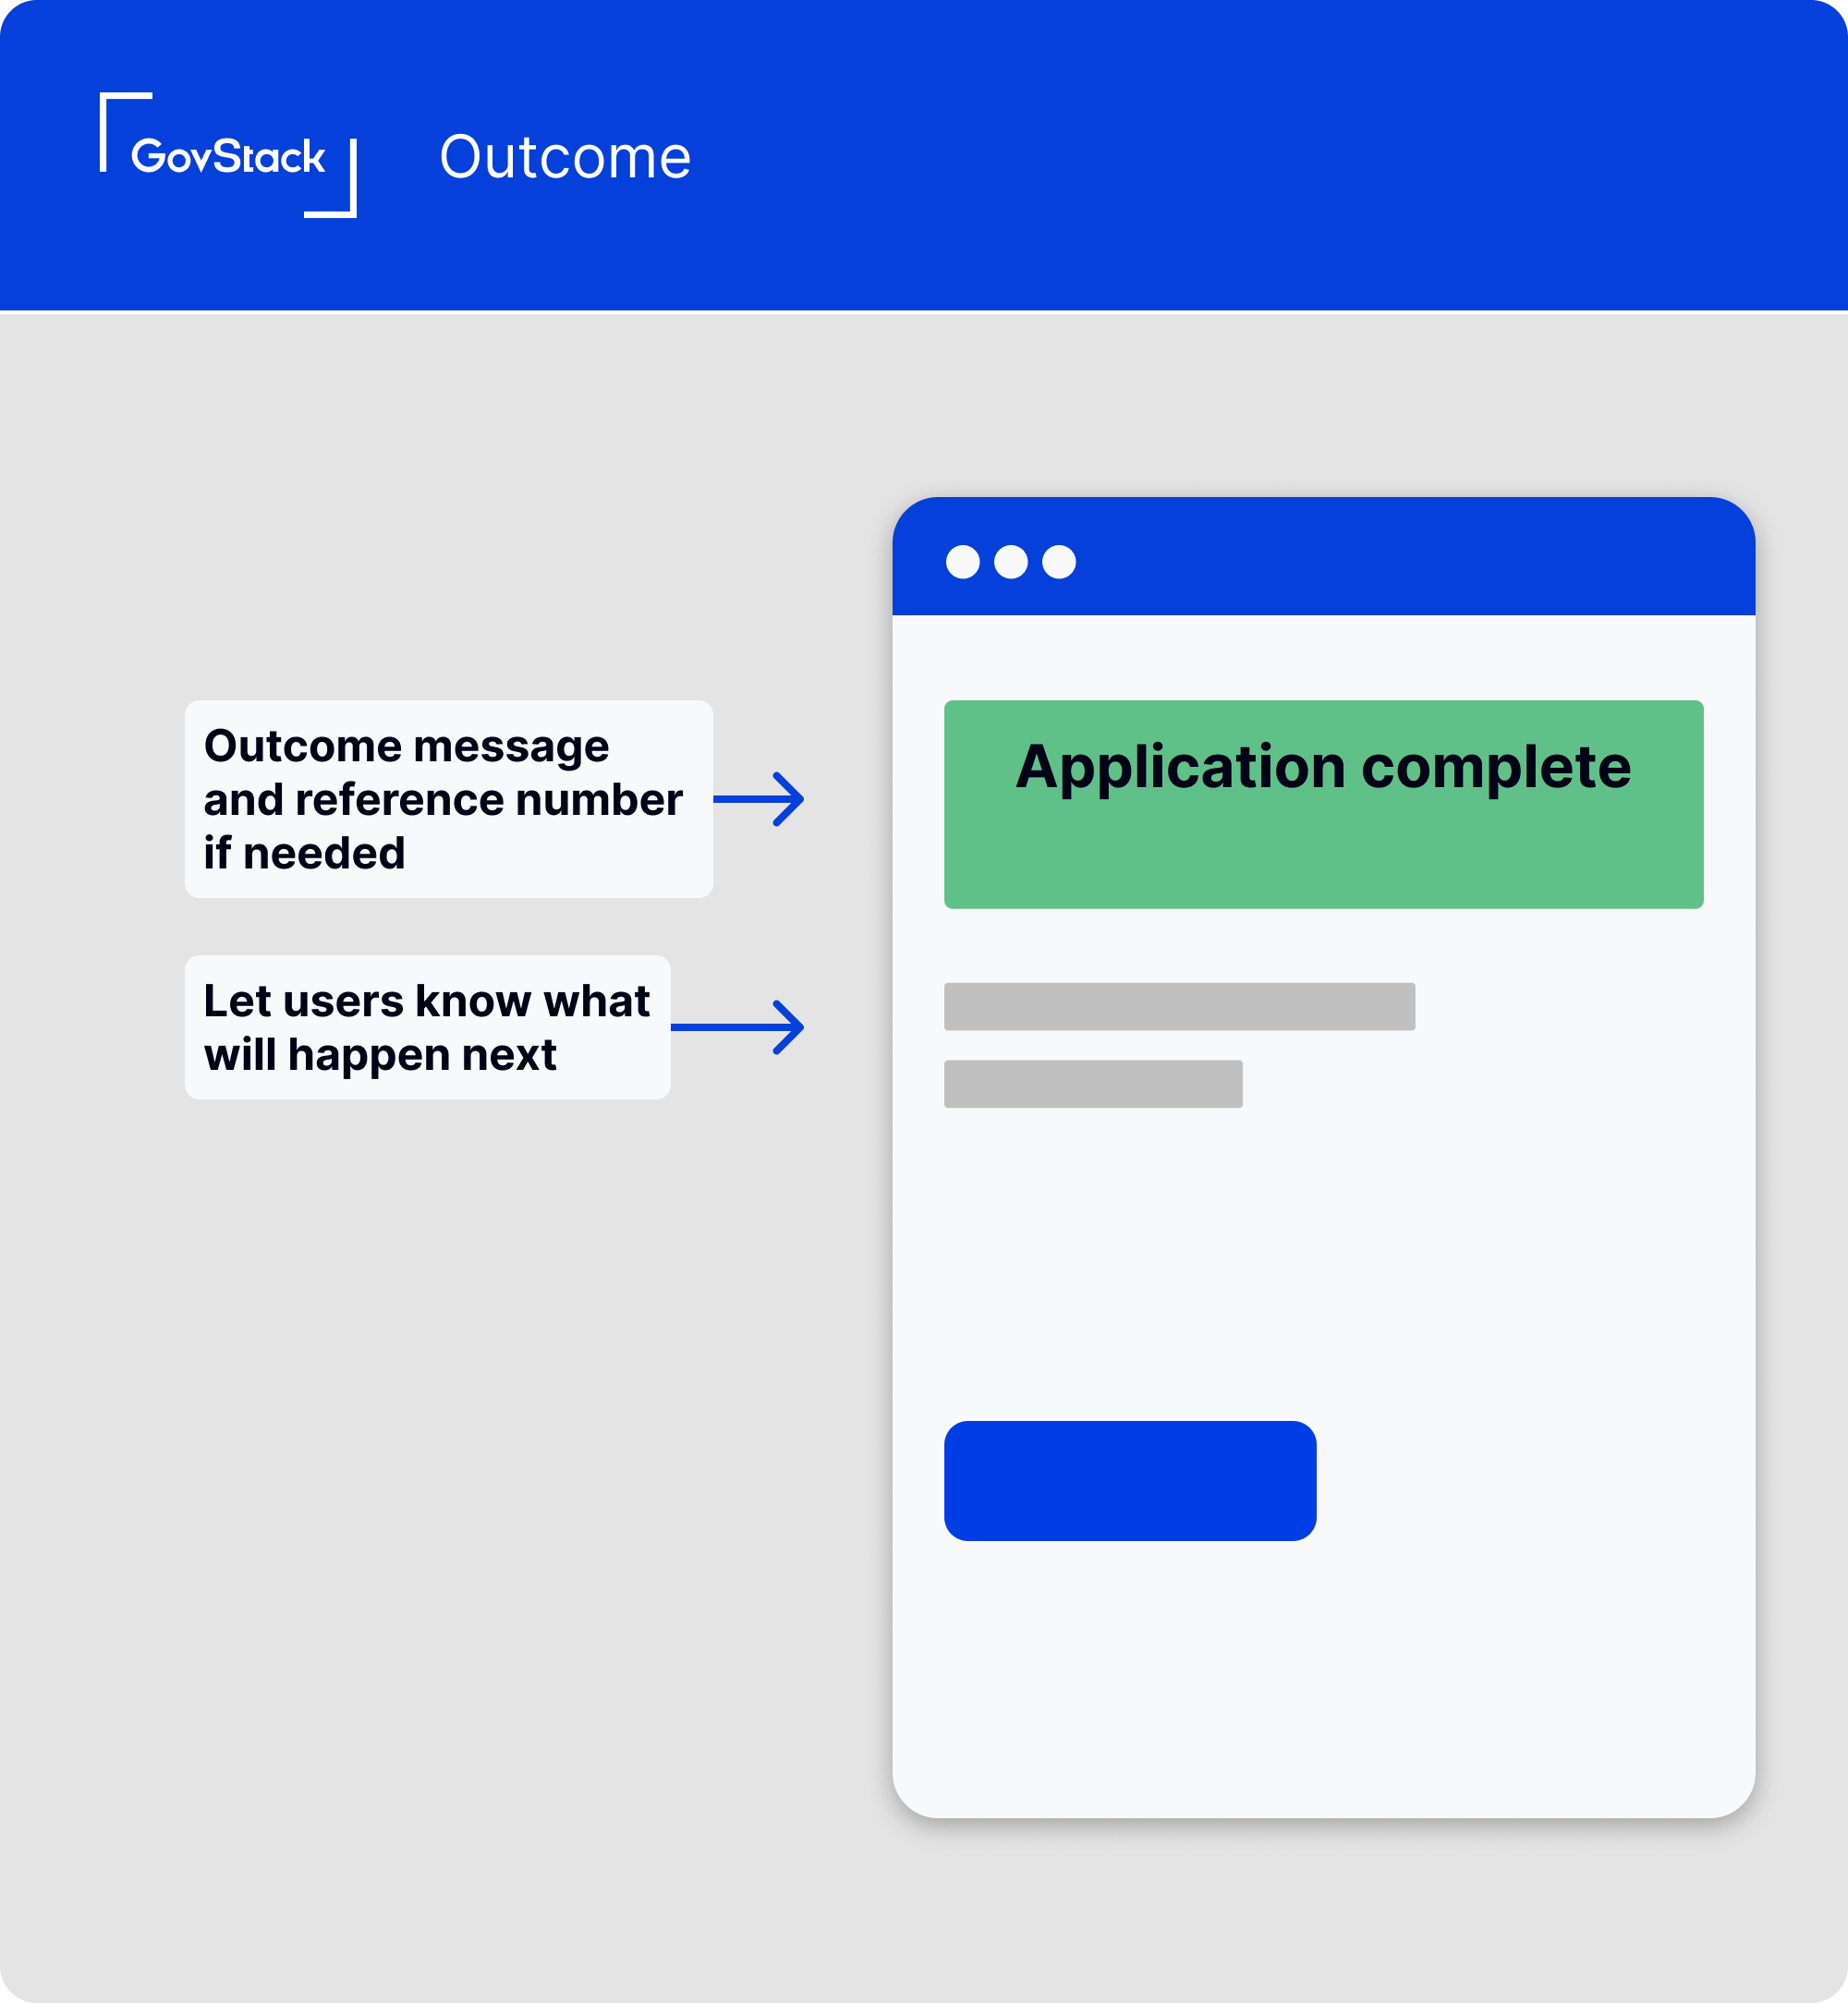 GovStack
Outcome
Outcome message
and reference number
if needed
Let users know what
will happen next
Application complete